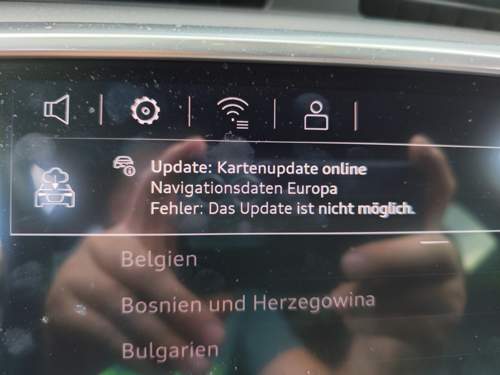 Update: Kartenupdate online
Navigationsdaten Europa
Fehler: Das Update ist nicht möglich.
Belgien
Bosnien und Herzegowina
Bulgarien